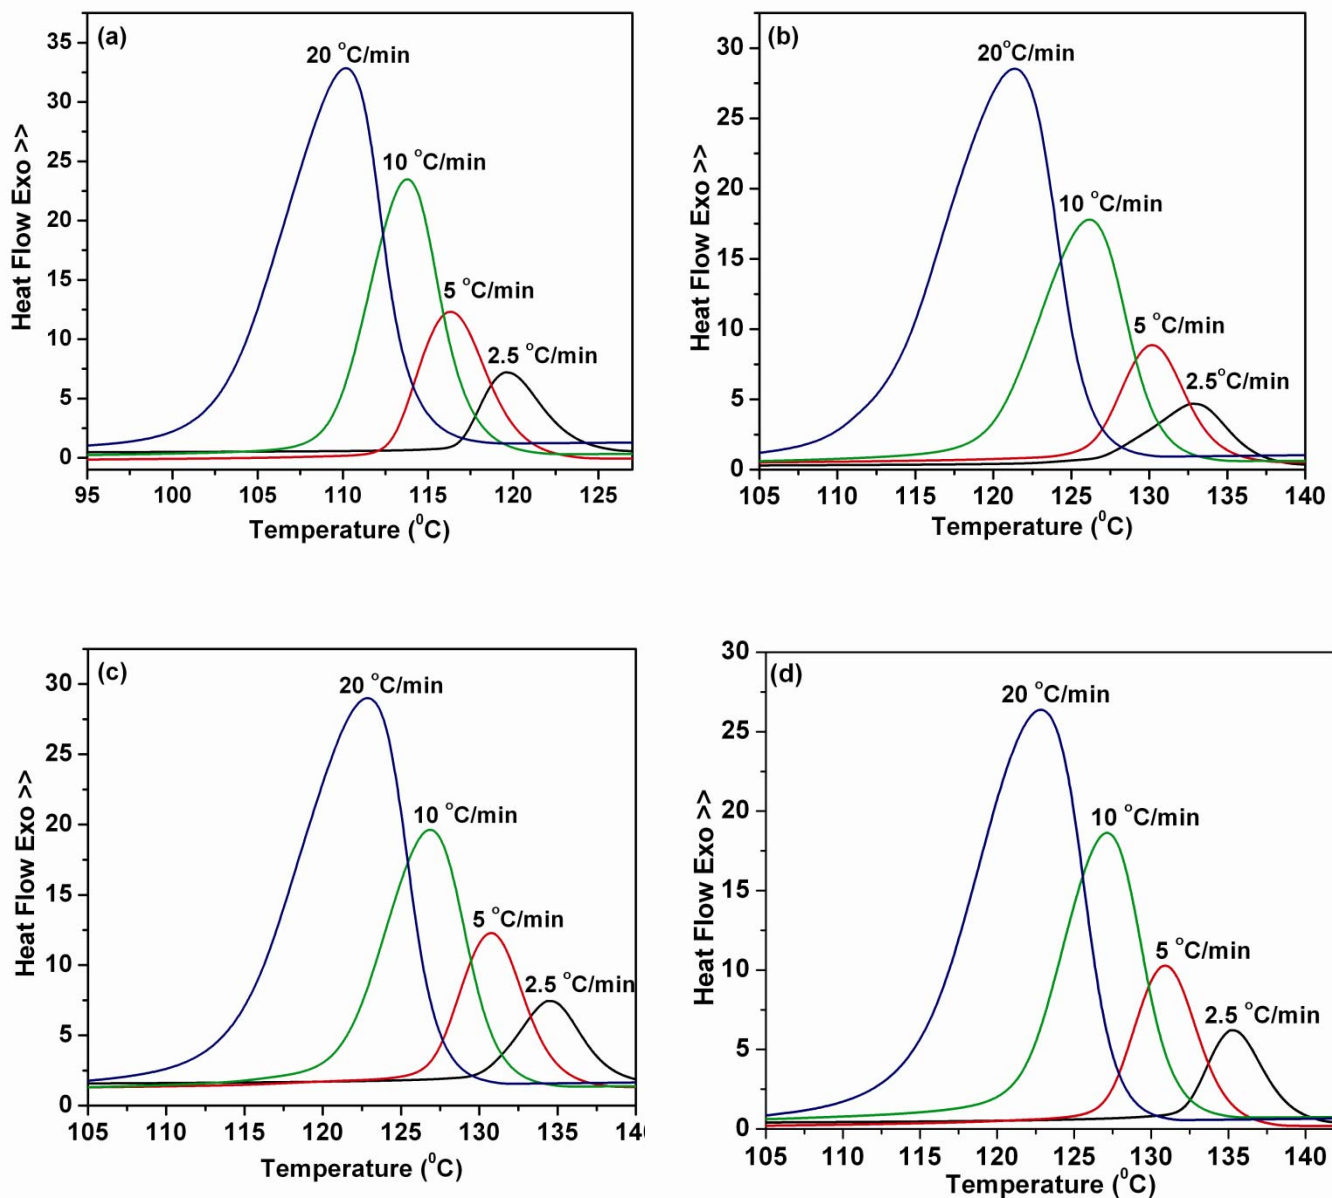 (a)
20 °C/min
10 °C/min
5 °C/min
2.5 °C/min
Heat Flow Exo >>
35
30
25
20
15
10
5
0
95 100 105 110 115 120 125
Temperature (⁰C)
(b)
20°C/min
10 °C/min
5 °C/min
2.5°C/min
Heat Flow Exo >>
30
25
20
15
10
5
0
105 110 115 120 125 130 135 140
Temperature (⁰C)
(c)
20 °C/min
10 °C/min
5 °C/min
2.5 °C/min
Heat Flow Exo >>
30
25
20
15
10
5
0
105 110 115 120 125 130 135 14
Temperature (⁰C)
(d)
20 °C/min
10 °C/min
5 °C/min
2.5 °C/min
Heat Flow Exo >>
30
25
20
15
10
5
0
105 110 115 120 125 130 135 140
Temperature (⁰C)